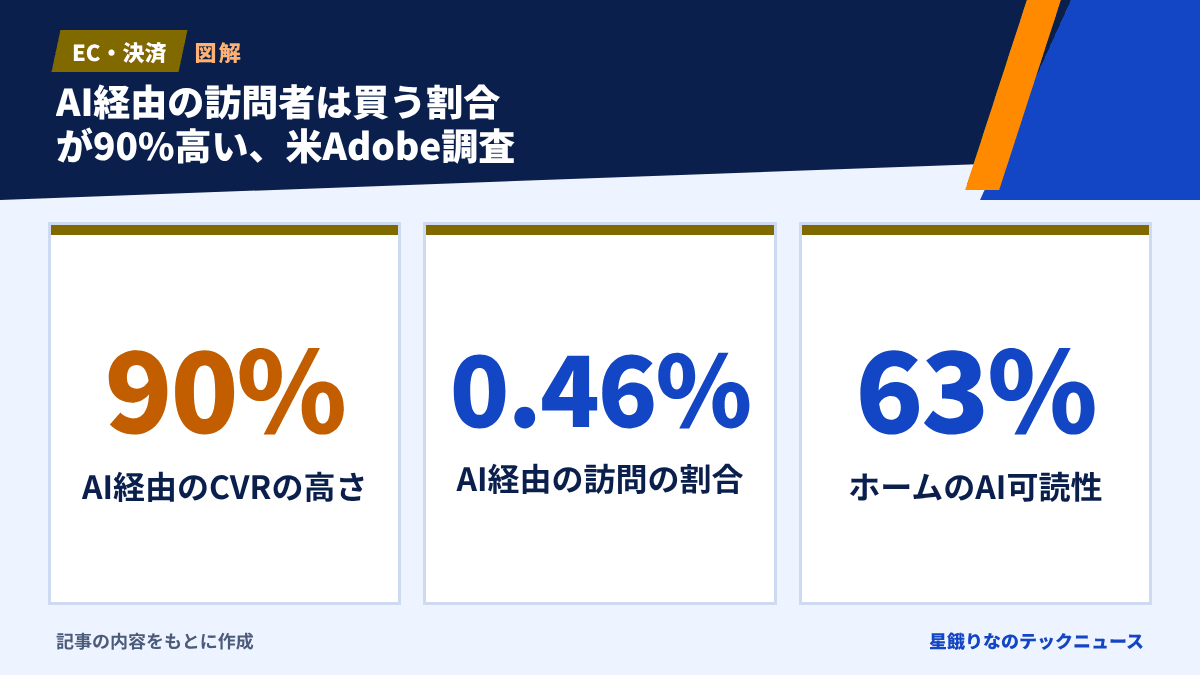 EC・決済 図解
AI経由の訪問者は買う割合
が90%高い、米Adobe調査
90%
AI経由のCVRの高さ
0.46%
AI経由の訪問の割合
63%
ホームのAI可読性
記事の内容をもとに作成
星餓りなのテックニュース